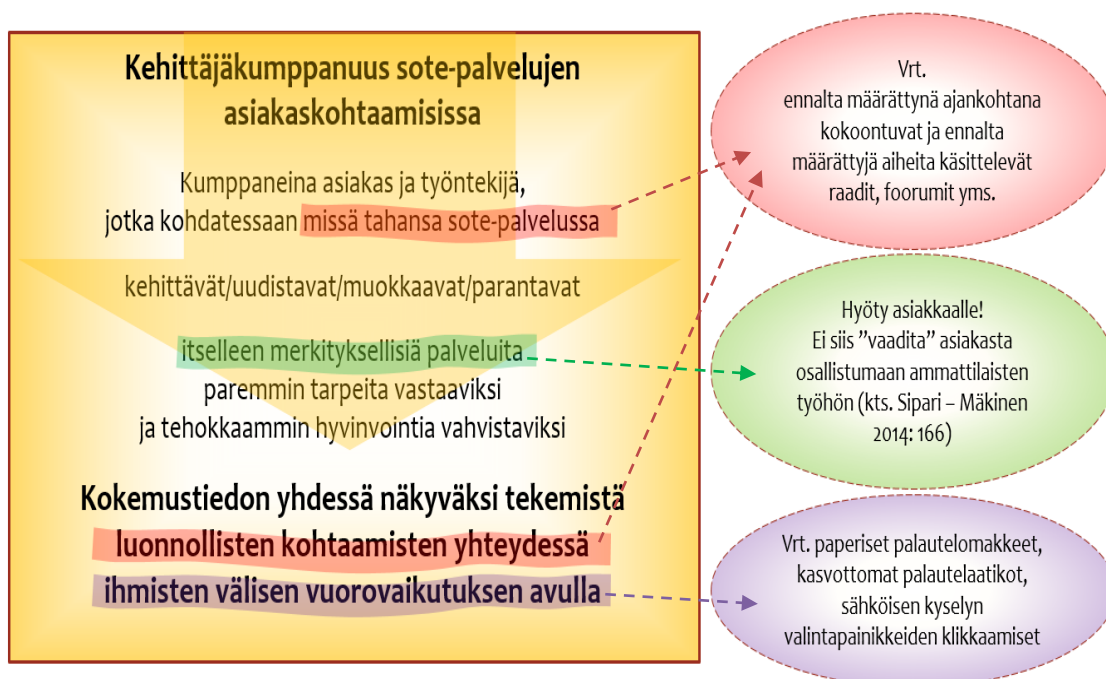 Kehittäjäkumppanuus sote-palvelujen
asiakaskohtaamisissa
Kumppaneina asiakas ja työntekijä,
jotka kohdatessaan missä tahansa sote-palvelussa
kehittävät/uudistavat/muokkaavat/parantavat
itselleen merkityksellisiä palveluita
paremmin tarpeita vastaaviksi
ja tehokkaammin hyvinvointia vahvistaviksi
Kokemustiedon yhdessä näkyväksi tekemistä
luonnollisten kohtaamisten yhteydessä
ihmisten välisen vuorovaikutuksen avulla
Vrt.
ennalta määrättynä ajankohtana
kokoontuvat ja ennalta
määrättyjä aiheita käsittelevät
raadit, foorumit yms.
Hyöty asiakkaalle!
Ei siis ”vaadita” asiakasta
osallistumaan ammattilaisten
työhön (kts. Sipari – Mäkinen
2014: 166)
Vrt. paperiset palautelomakkeet,
kasvottomat palautelaatikot,
sähköisen kyselyn
valintapainikkeiden klikkaamiset